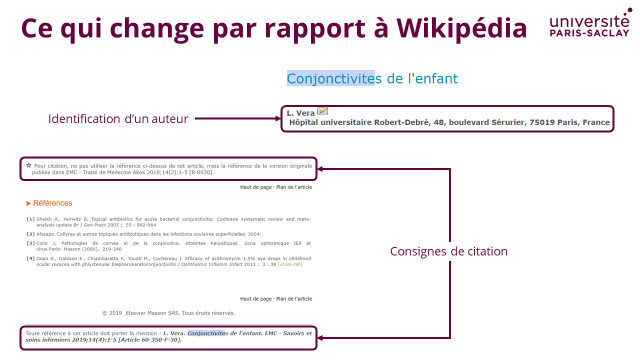 Ce qui change par rapport à Wikipédia
université
PARIS-SACLAY
Conjonctivites de l'enfant
Identification d'un auteur
L. Vera
Hôpital universitaire Robert-Debré, 48, boulevard Sérurier, 75019 Paris, France
☆ Pour citation, ne pas utiliser la référence ci-dessus de cet article, mais la référence de la version originale
publiée dans EMC - Traité de Médecine Akos 2019;14(2):1-5 [8-0030].
Haut de page - Plan de l'article
➤ Références
[1] Sheikh A., Hurwitz B. Topical antibiotics for acute bacterial conjunctivitis: Cochrane systematic review and meta-
analysis update Br J Gen Pract 2005 ; 55 : 962-964
[2] Afssaps. Collyres et autres topiques antibiotiques dans les infections oculaires superficielles. 2004.
[3] Colin J. Pathologies de cornée et de la conjonctive. Atteintes herpétiques. Zona ophtalmique Œil et
virus Paris: Masson (2000). 219-240
[4] Doan S., Gabison E., Chiambaretta F., Touati M., Cochereau I. Efficacy of azithromycin 1.5% eye drops in childhood
ocular rosacea with phlyctenular blepharokeratoconjunctivitis J Ophthalmic Inflamm Infect 2013 ; 3 : 38 [cross-ref]
Consignes de citation
Haut de page - Plan de l'article
© 2019 Elsevier Masson SAS. Tous droits réservés.
Toute référence à cet article doit porter la mention : L. Vera. Conjonctivites de l'enfant. EMC - Savoirs et
soins infirmiers 2019;14(4):1-5 [Article 60-350-F-30].